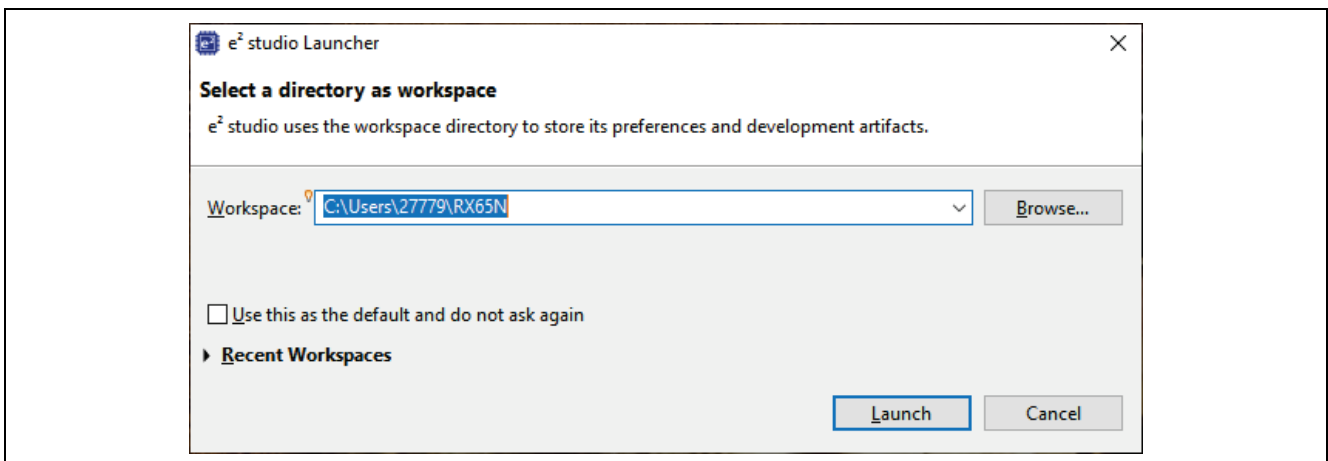 e² studio Launcher
Select a directory as workspace
e² studio uses the workspace directory to store its preferences and development artifacts.
Workspace: C:\Users\27779\RX65N Browse...
Use this as the default and do not ask again
Recent Workspaces
Launch Cancel